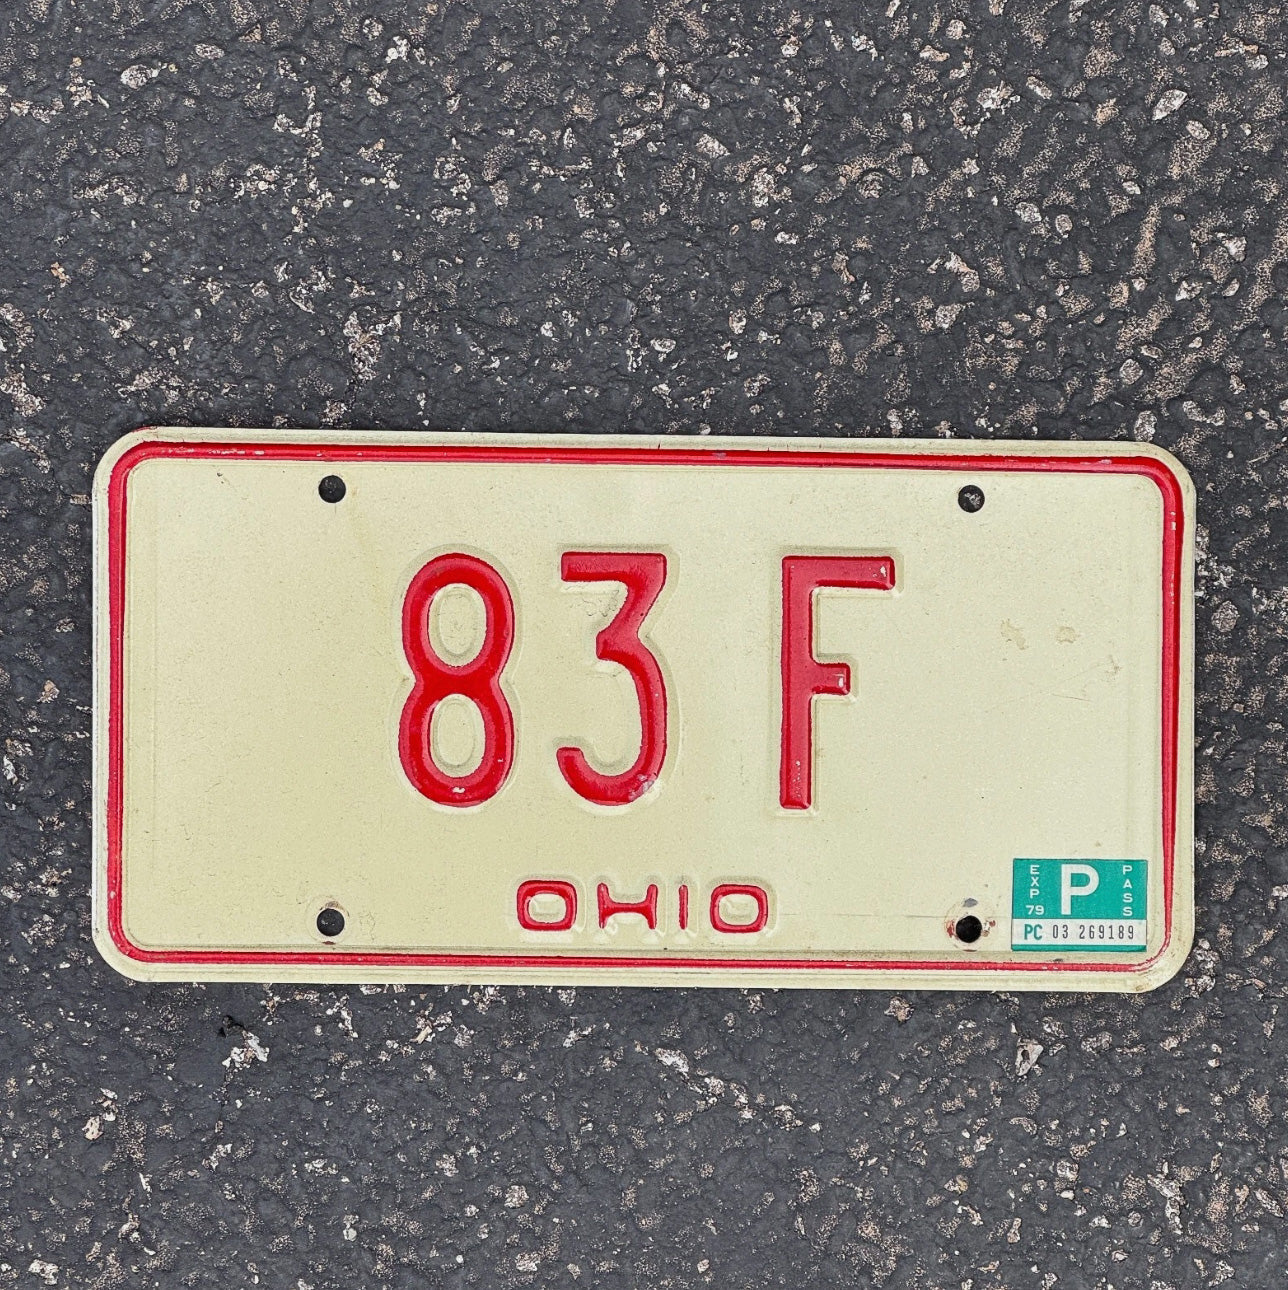 83 F
OHIO
EXP 79 P PASS
PC 03 269189